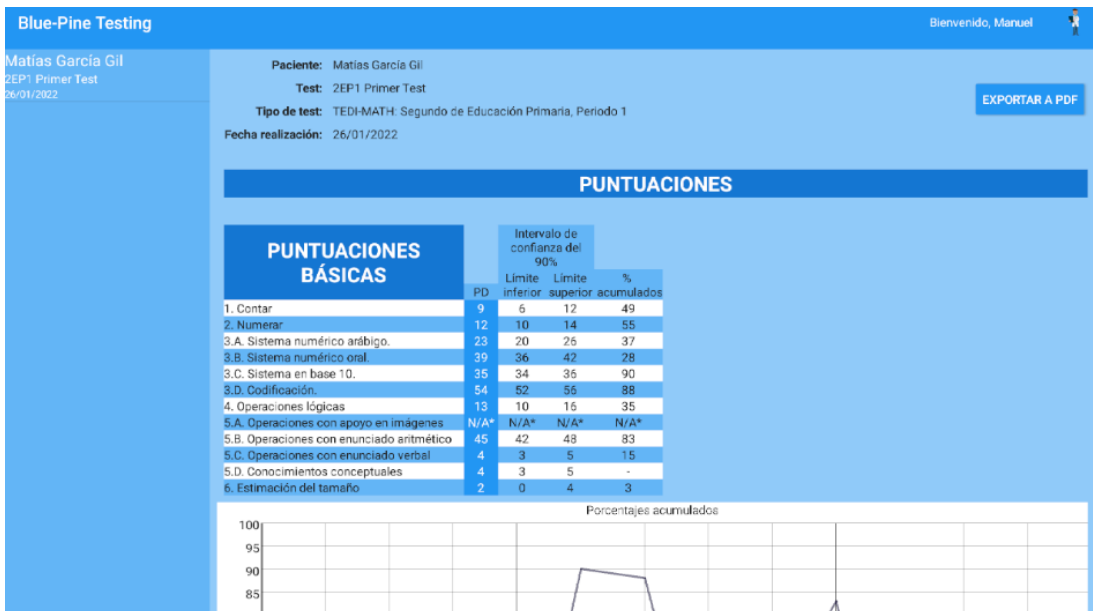 Blue-Pine Testing
Bienvenido, Manuel
Matías García Gil
2EP1 Primer Test
26/01/2022
Paciente: Matías García Gil
Test: 2EP1 Primer Test
Tipo de test: TEDI-MATH: Segundo de Educación Primaria, Periodo 1
Fecha realización: 26/01/2022
EXPORTAR A PDF
PUNTUACIONES
PUNTUACIONES
BÁSICAS
Intervalo de
confianza del
90%
PD
Límite
inferior
Límite
superior
%
acumulados
1. Contar 9 6 12 49
2. Numerar 12 10 14 55
3.A. Sistema numérico arábigo. 23 20 26 37
3.B. Sistema numérico oral. 39 36 42 28
3.C. Sistema en base 10. 35 34 36 90
3.D. Codificación. 54 52 56 88
4. Operaciones lógicas 13 10 16 35
5.A. Operaciones con apoyo en imágenes N/A* N/A* N/A* N/A*
5.B. Operaciones con enunciado aritmético 45 42 48 83
5.C. Operaciones con enunciado verbal 4 3 5 15
5.D. Conocimientos conceptuales 4 3 5 -
6. Estimación del tamaño 2 0 4 3
Porcentajes acumulados
100
95
90
85